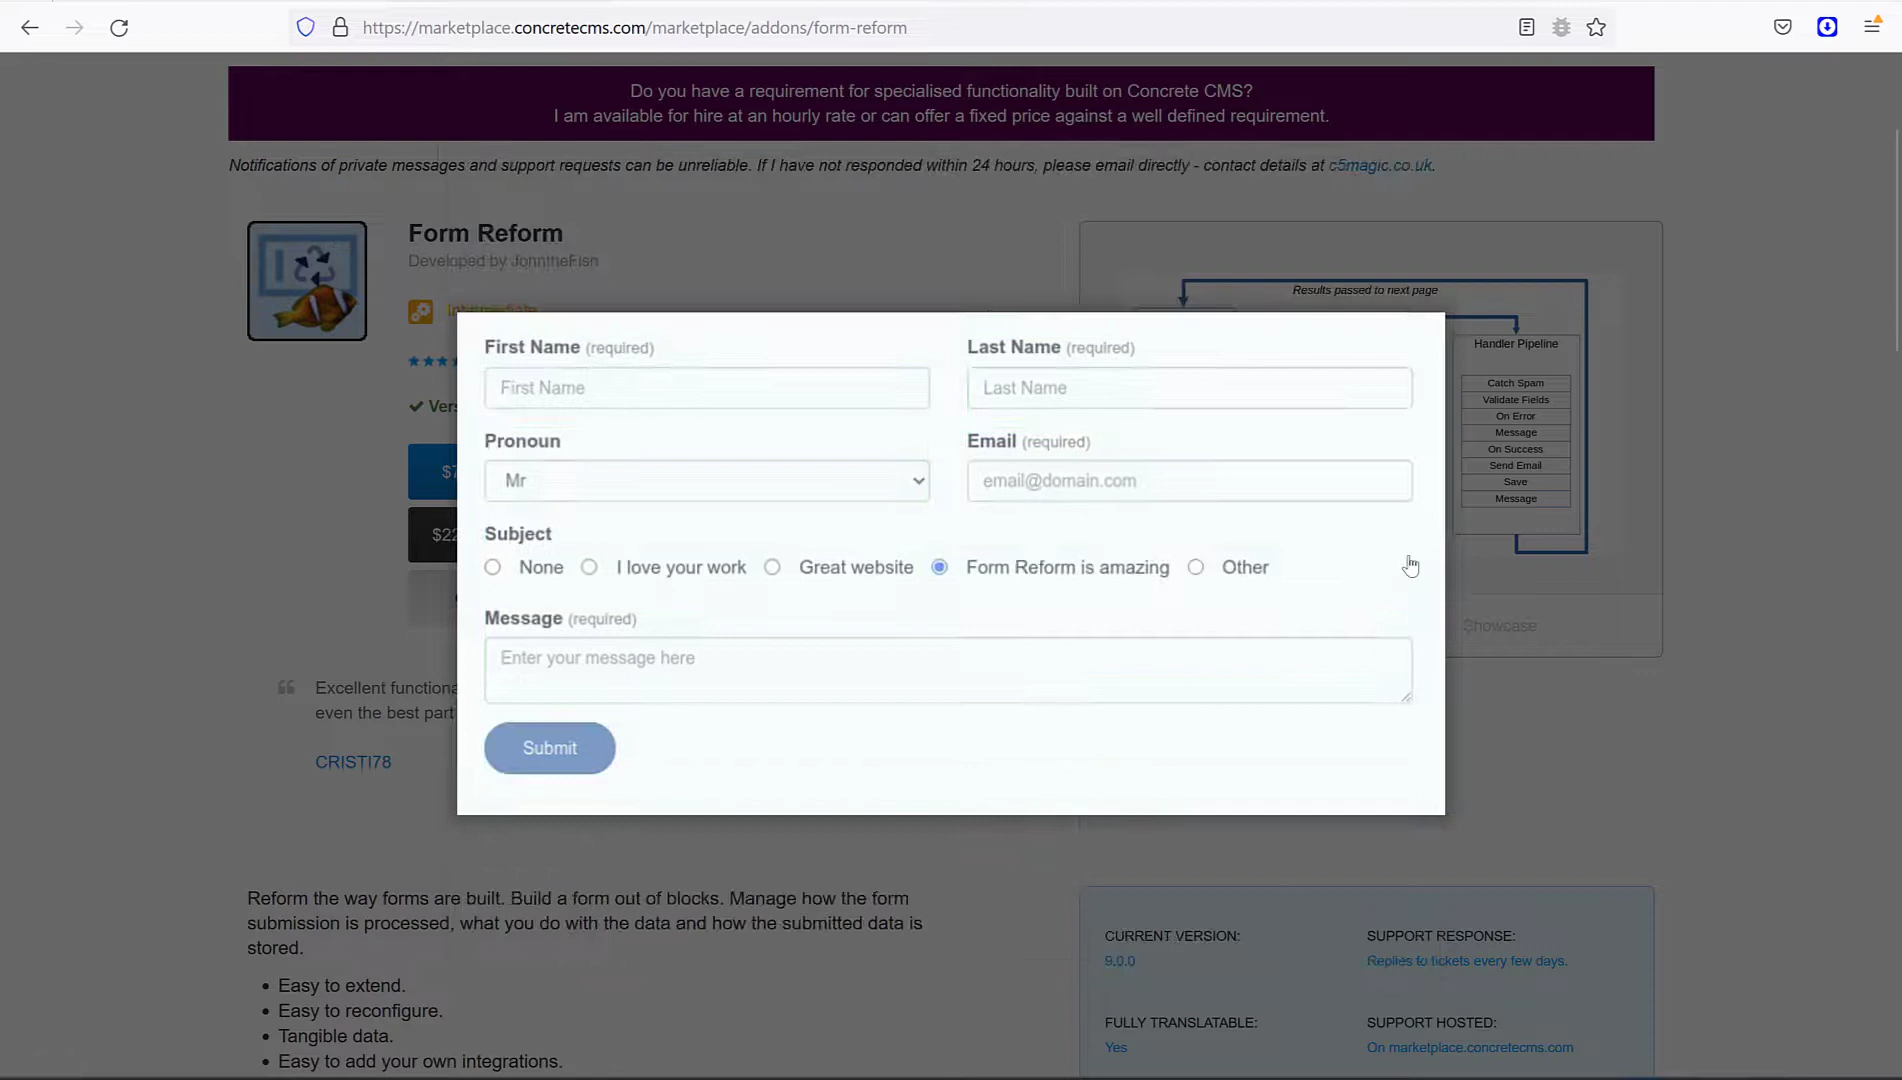 https://marketplace.concretecms.com/marketplace/addons/form-reform
Do you have a requirement for specialised functionality built on Concrete CMS?
I am available for hire at an hourly rate or can offer a fixed price against a well defined requirement.
Notifications of private messages and support requests can be unreliable. If I have not responded within 24 hours, please email directly - contact details at c5magic.co.uk.
Form Reform
Developed by JohntheFish
Intermediate
Results passed to next page
Handler Pipeline
Catch Spam
Validate Fields
On Error
Message
On Success
Send Email
Save
Message
First Name (required)
Last Name (required)
First Name
Last Name
Pronoun
Email (required)
Mr
email@domain.com
Subject
None
I love your work
Great website
Form Reform is amazing
Other
Message (required)
Enter your message here
Submit
$22
Showcase
Excellent
even the best part
CRISTI78
Reform the way forms are built. Build a form out of blocks. Manage how the form
submission is processed, what you do with the data and how the submitted data is
stored.
• Easy to extend.
• Easy to reconfigure.
• Tangible data.
• Easy to add your own integrations.
CURRENT VERSION:
9.0.0
SUPPORT RESPONSE:
Replies to tickets every few days.
FULLY TRANSLATABLE:
Yes
SUPPORT HOSTED:
On marketplace.concretecms.com